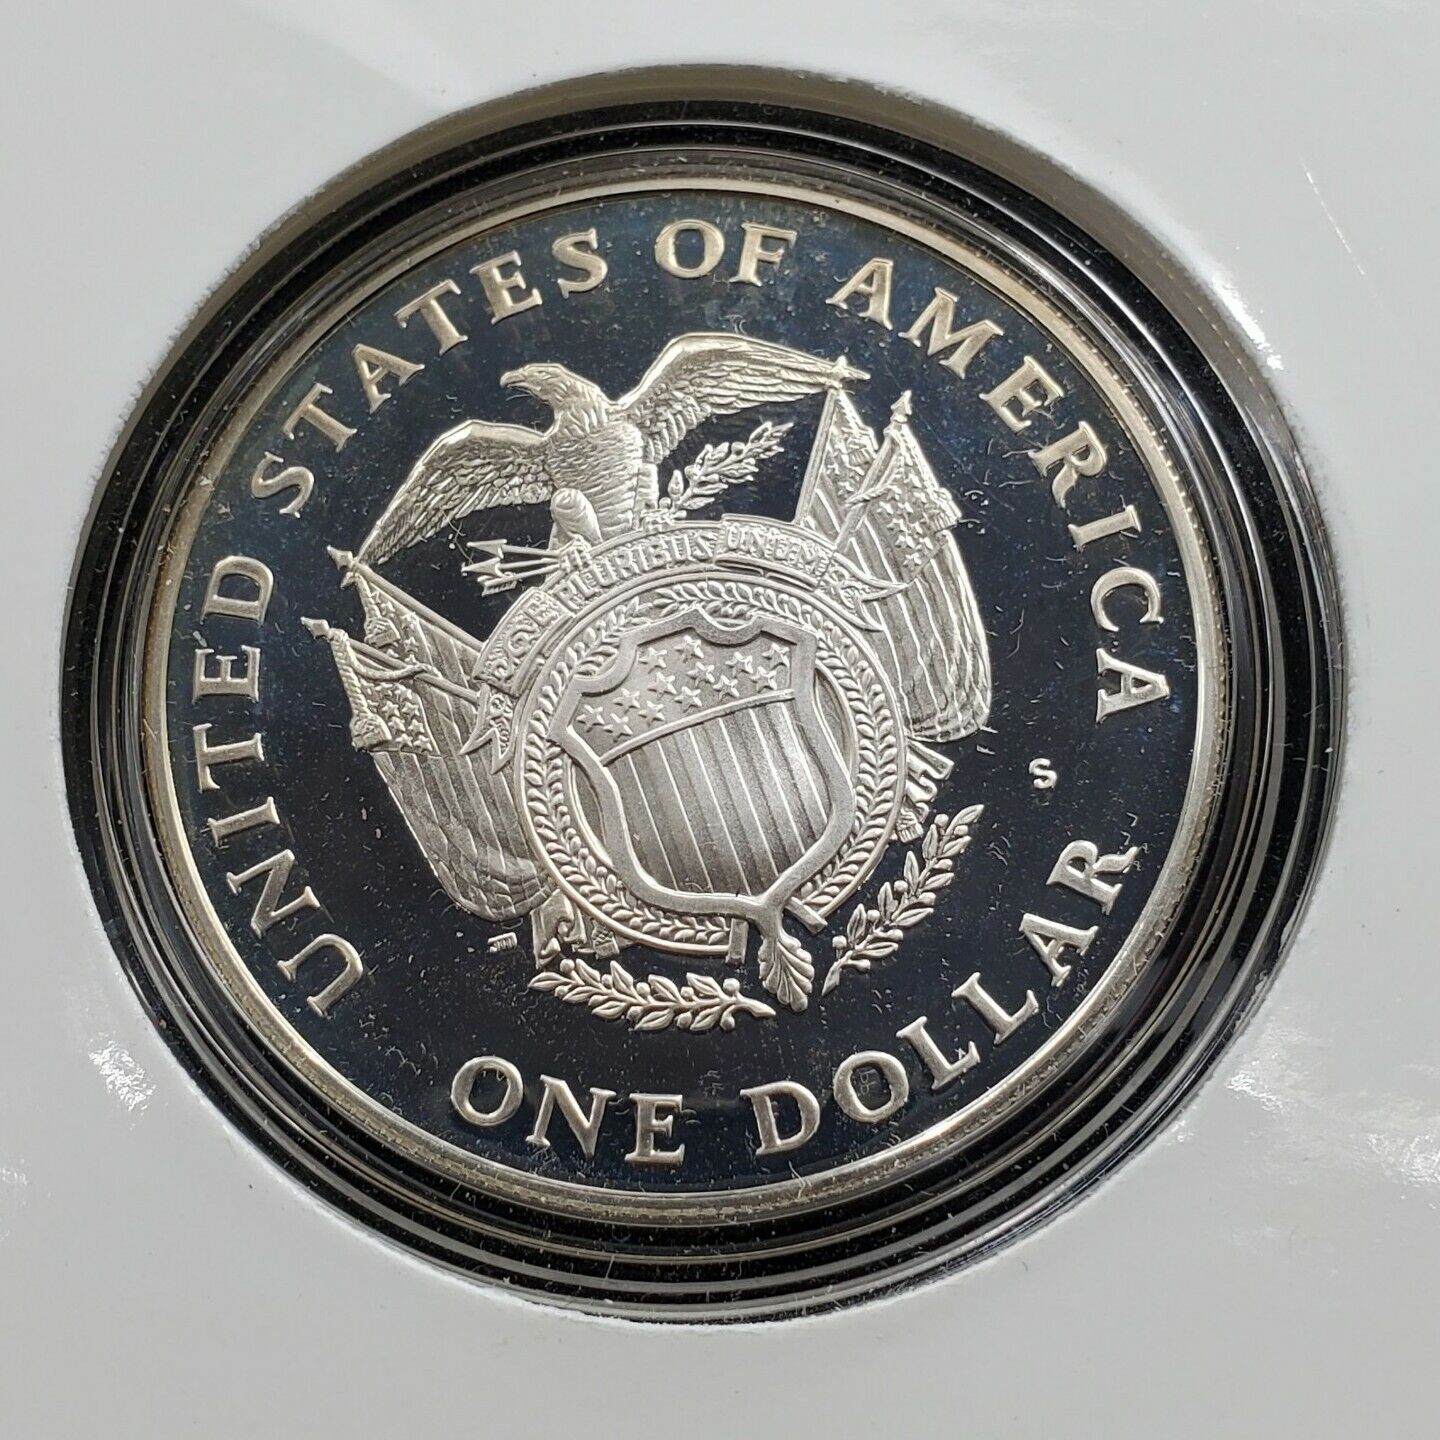 UNITED STATES OF AMERICA
E PLURIBUS UNUM
S
ONE DOLLAR